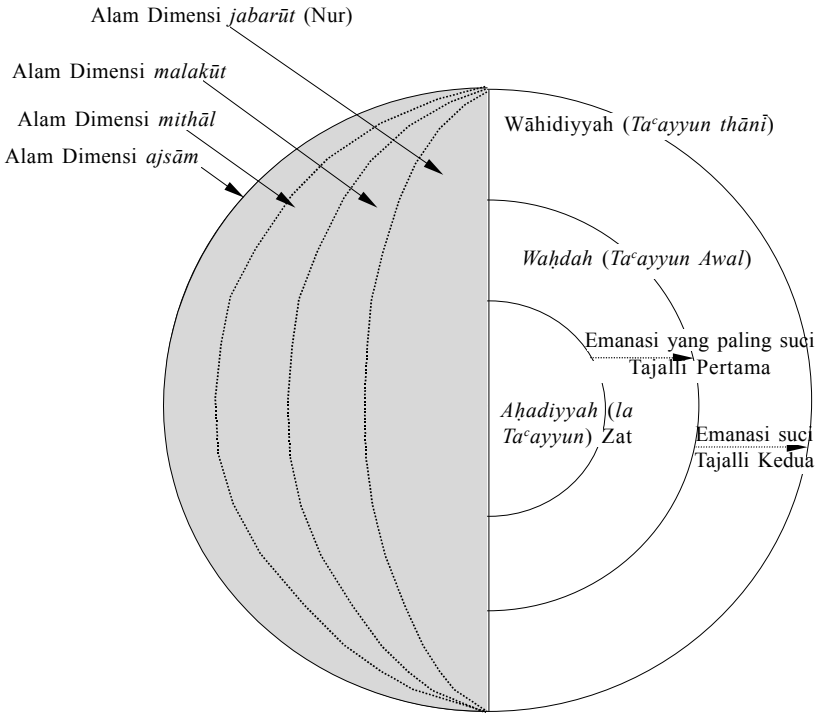 Alam Dimensi jabarūt (Nur)
Alam Dimensi malakūt
Alam Dimensi mithāl
Alam Dimensi ajsām
Wāhidiyyah (Taᶜayyun thānī)
Waḥdah (Taᶜayyun Awal)
Emanasi yang paling suci
Tajalli Pertama
Aḥadiyyah (la
Taᶜayyun) Zat
Emanasi suci
Tajalli Kedua